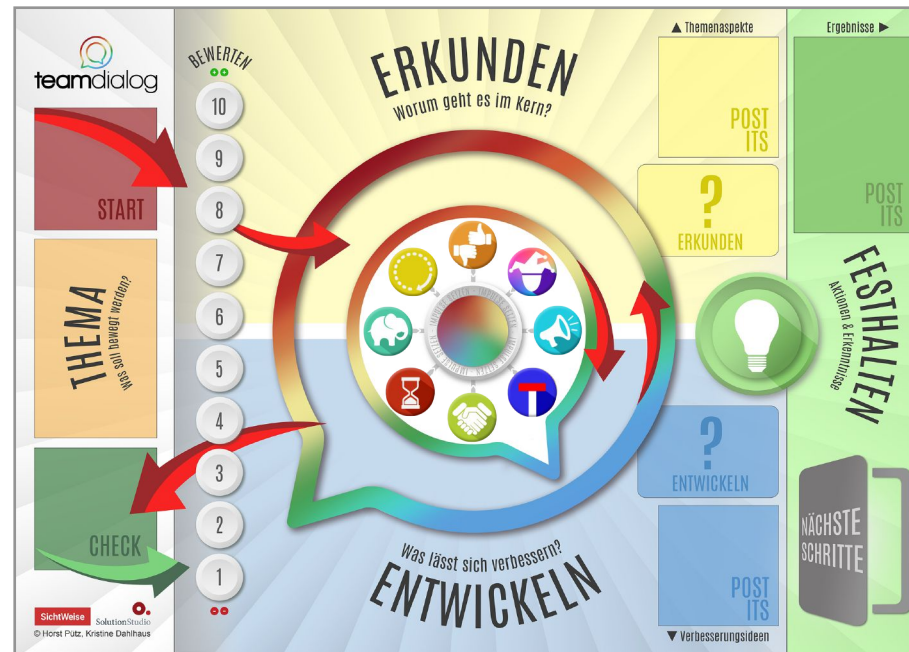 teamdialog
START
THEMA
Was soll bewegt werden?
CHECK
SichtWeise
SolutionStudio
© Horst Pütz, Kristine Dahlhaus
BEWERTEN
10
9
8
7
6
5
4
3
2
1
ERKUNDEN
Worum geht es im Kern?
Was lässt sich verbessern?
ENTWICKELN
▲ Themenaspekte
POST
ITS
?
ERKUNDEN
?
ENTWICKELN
POST
ITS
▼ Verbesserungsideen
Ergebnisse ►
POST
ITS
FESTHALTEN
Aktionen & Erkenntnisse
NÄCHSTE
SCHRITTE